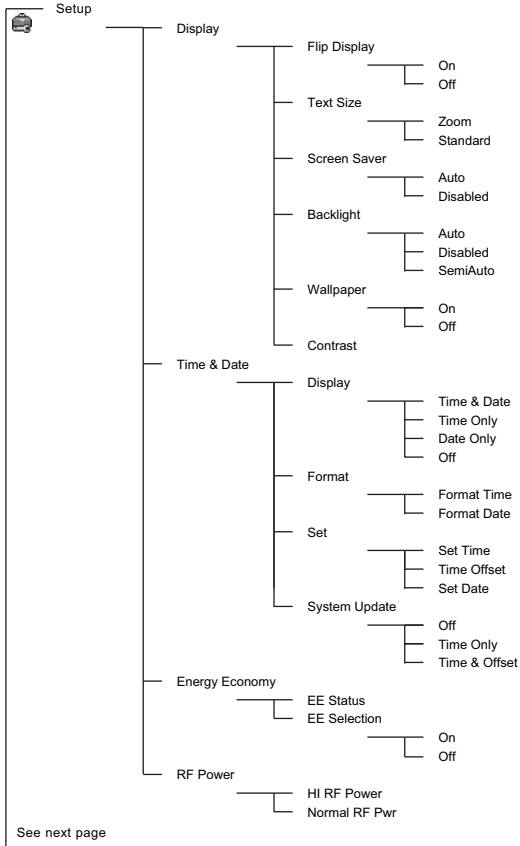 Setup
Display
Flip Display
On
Off
Text Size
Zoom
Standard
Screen Saver
Auto
Disabled
Backlight
Auto
Disabled
SemiAuto
Wallpaper
On
Off
Contrast
Time & Date
Display
Time & Date
Time Only
Date Only
Off
Format
Format Time
Format Date
Set
Set Time
Time Offset
Set Date
System Update
Off
Time Only
Time & Offset
Energy Economy
EE Status
EE Selection
On
Off
RF Power
HI RF Power
Normal RF Pwr
See next page